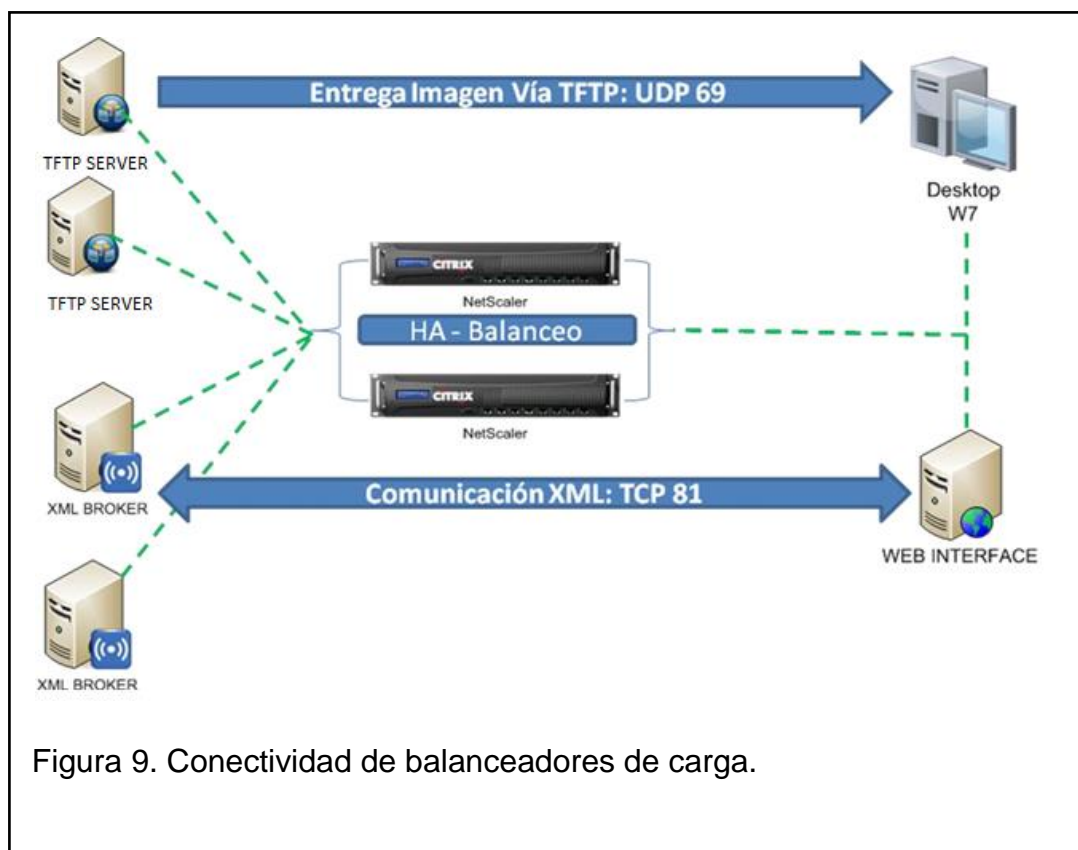 Entrega Imagen Vía TFTP: UDP 69
TFTP SERVER
Desktop
W7
TFTP SERVER
CITRIX
NetScaler
HA - Balanceo
CITRIX
NetScaler
XML BROKER
Comunicación XML: TCP 81
WEB INTERFACE
XML BROKER
Figura 9. Conectividad de balanceadores de carga.